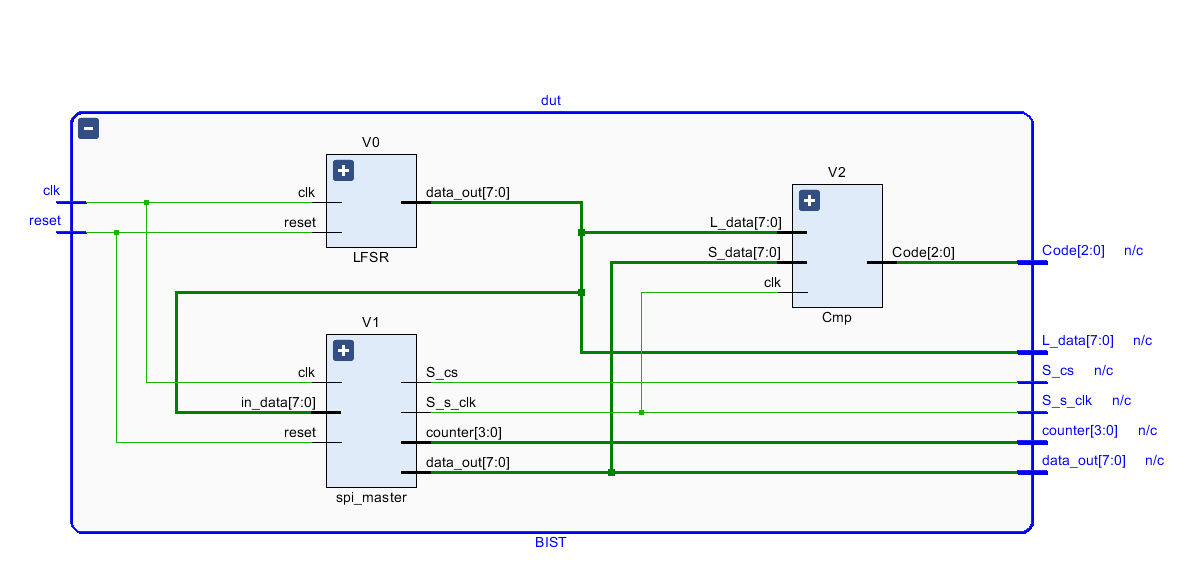 dut
V0
clk
reset
clk
reset
data_out[7:0]
LFSR
V2
L_data[7:0]
S_data[7:0]
clk
Code[2:0]
Cmp
Code[2:0] n/c
V1
clk
in_data[7:0]
reset
S_cs
S_s_clk
counter[3:0]
data_out[7:0]
spi_master
L_data[7:0] n/c
S_cs n/c
S_s_clk n/c
counter[3:0] n/c
data_out[7:0] n/c
BIST